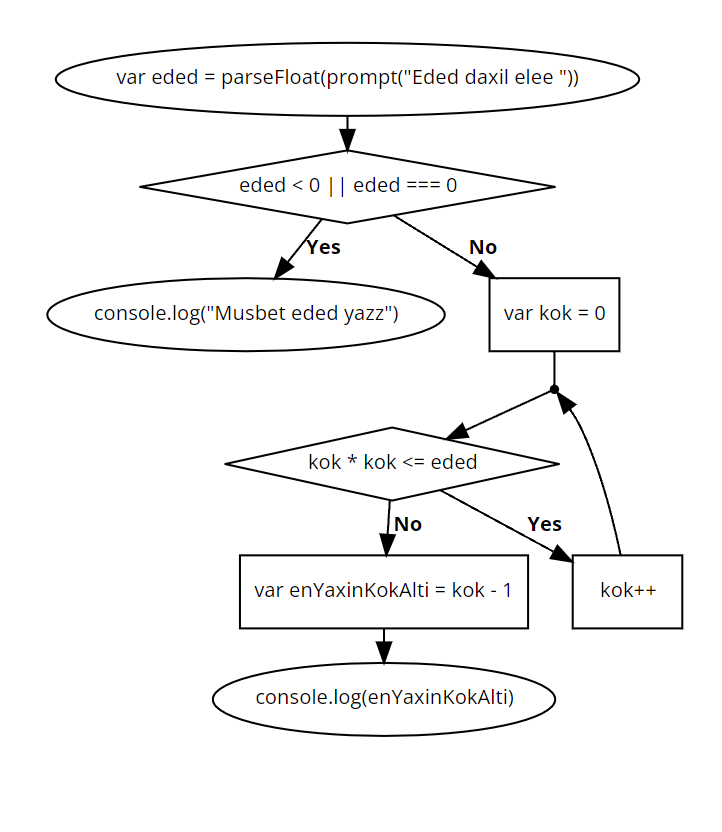 var eded = parseFloat(prompt("Eded daxil elee "))
eded < 0 || eded === 0
Yes
No
console.log("Musbet eded yazz")
var kok = 0
kok * kok <= eded
No
Yes
var enYaxinKokAlti = kok - 1
kok++
console.log(enYaxinKokAlti)